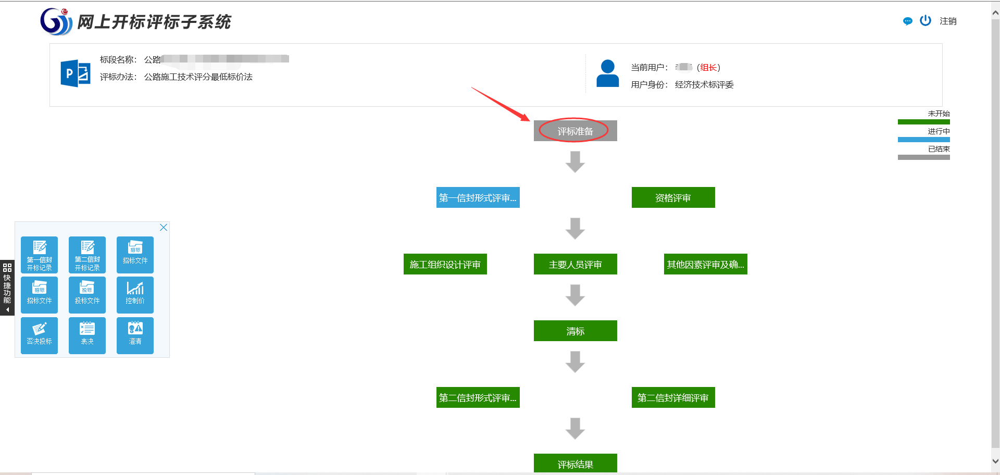 网上开标评标子系统
注销
标段名称： 公路
评标办法： 公路施工技术评分最低标价法
当前用户： （组长）
用户身份： 经济技术标评委
未开始
进行中
已结束
评标准备
第一信封形式评审...
资格评审
施工组织设计评审
主要人员评审
其他因素评审及确...
清标
第二信封形式评审...
第二信封详细评审
评标结果
快捷功能
第一信封
开标记录
第二信封
开标记录
招标
招标文件
招标
招标文件
投标
投标文件
控制价
否决投标
表决
澄清
P